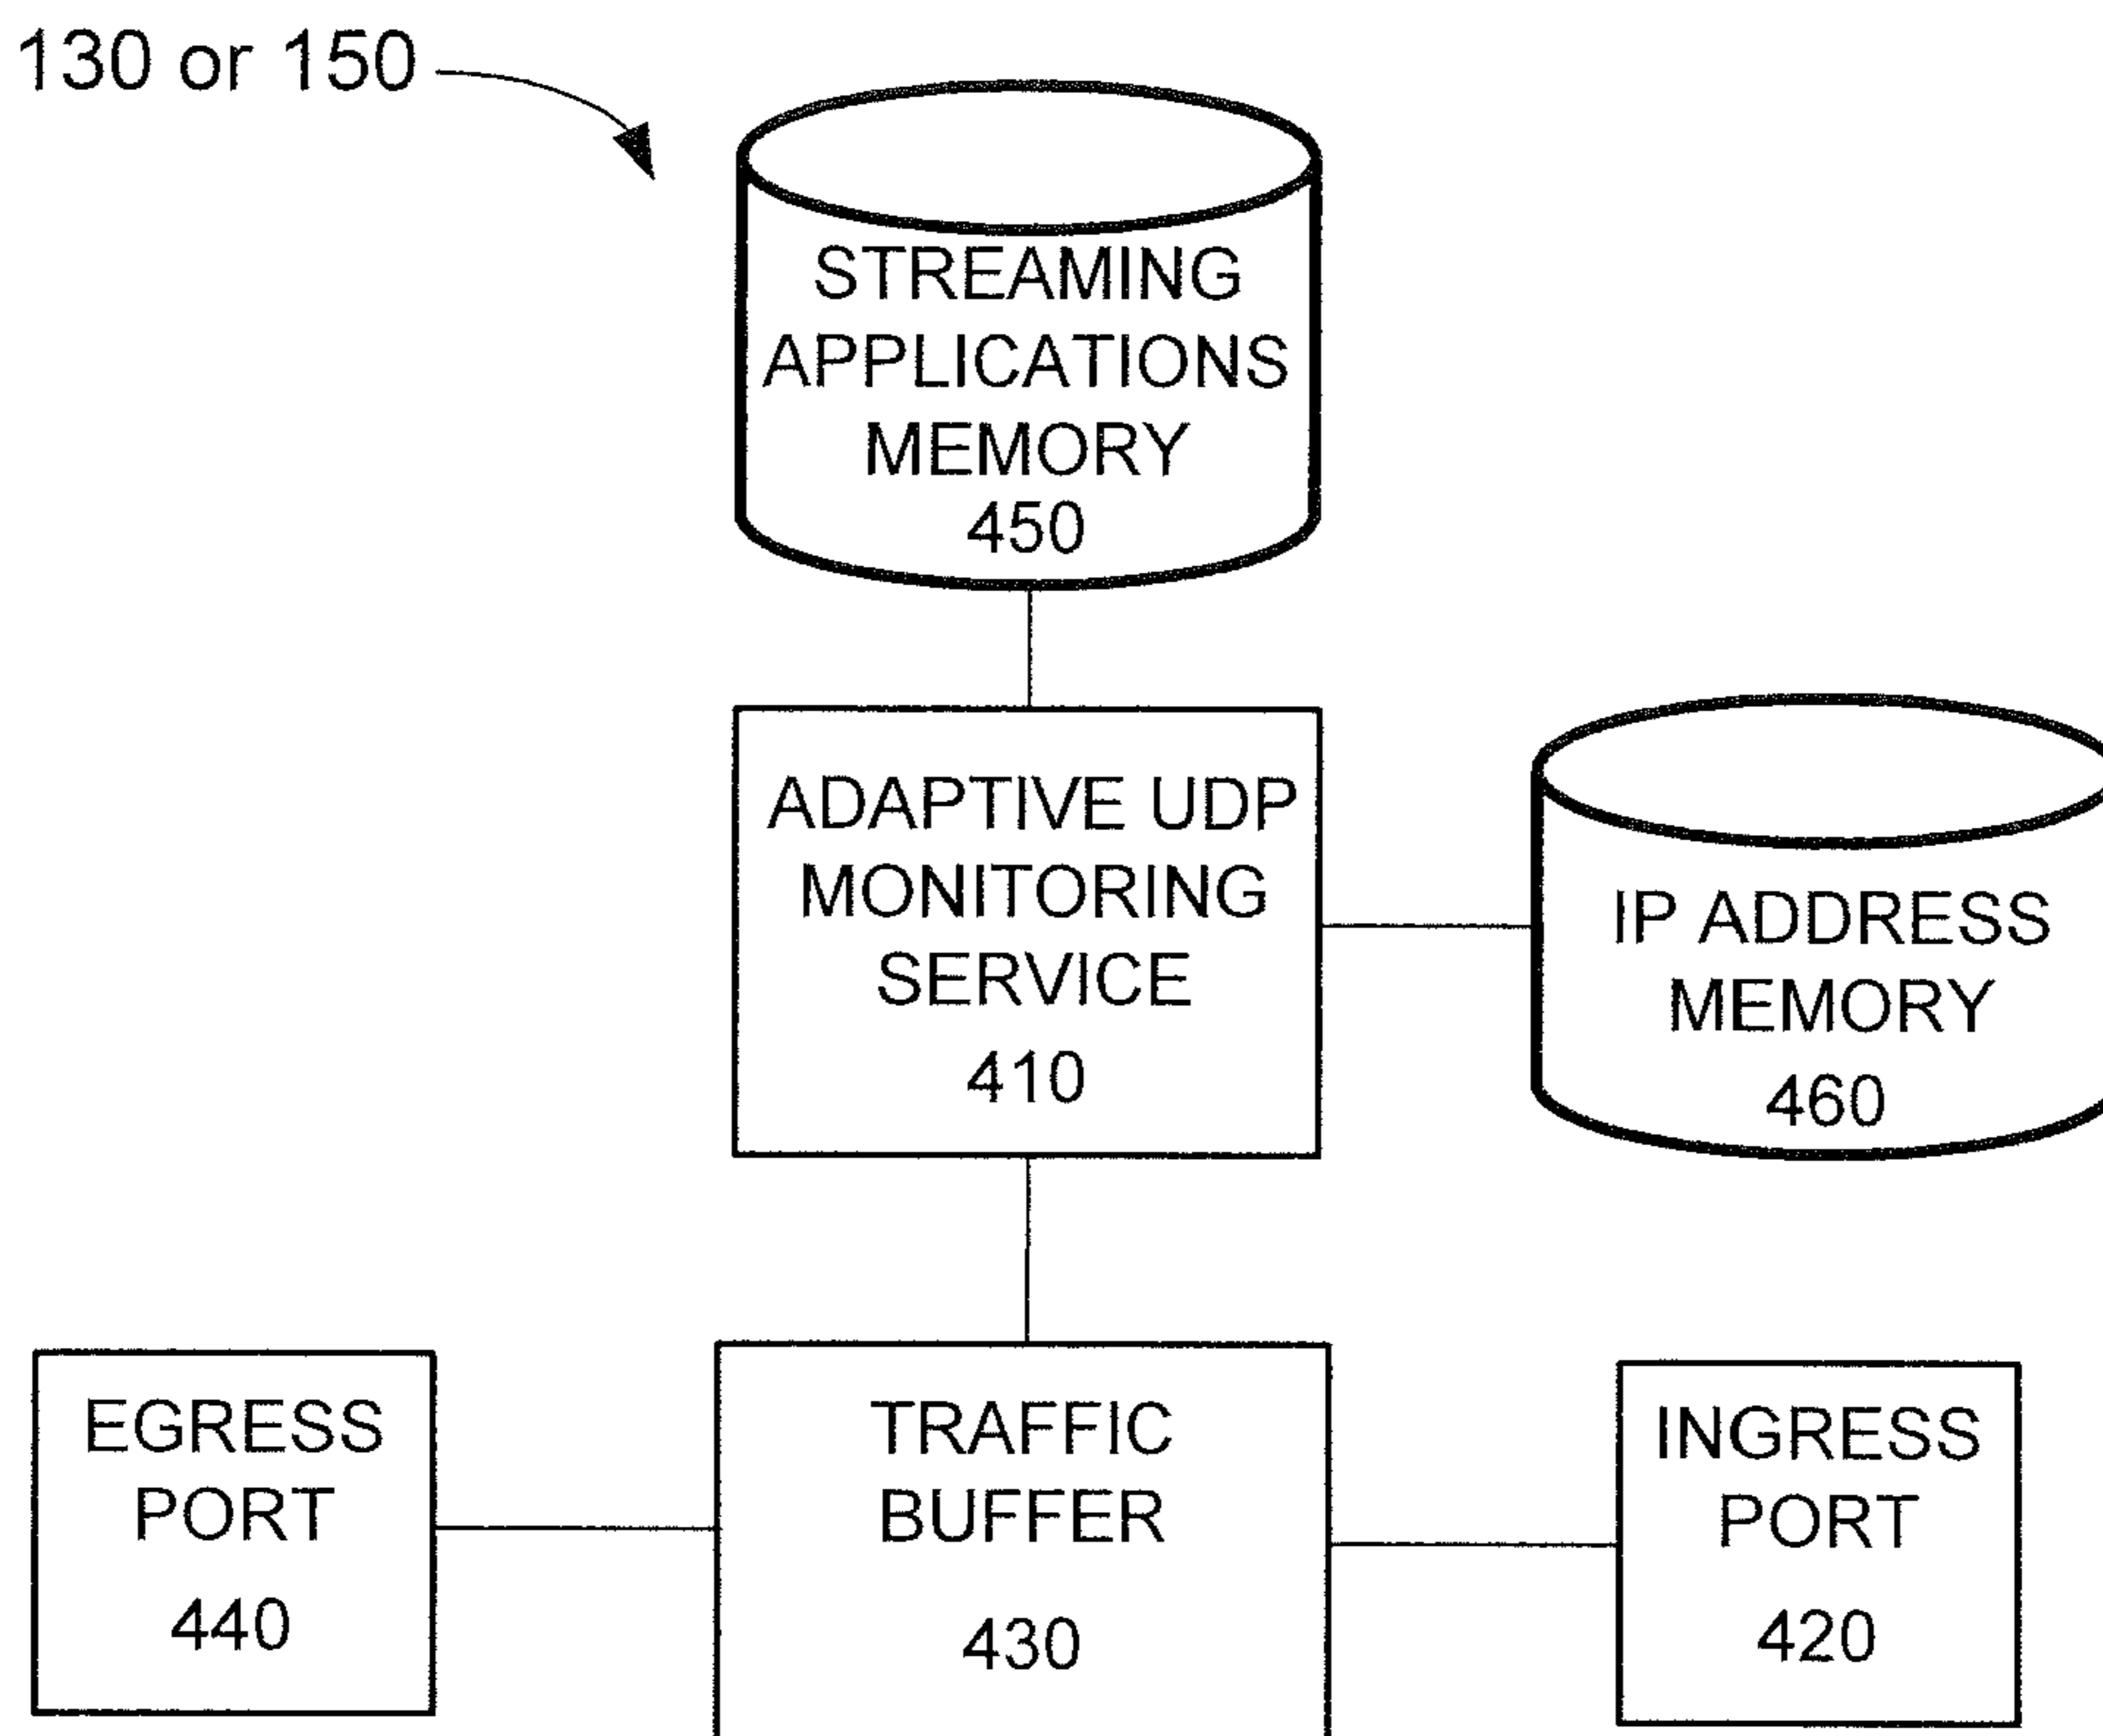 130 or 150
STREAMING
APPLICATIONS
MEMORY
450
ADAPTIVE UDP
MONITORING
SERVICE
410
IP ADDRESS
MEMORY
460
EGRESS
PORT
440
TRAFFIC
BUFFER
430
INGRESS
PORT
420